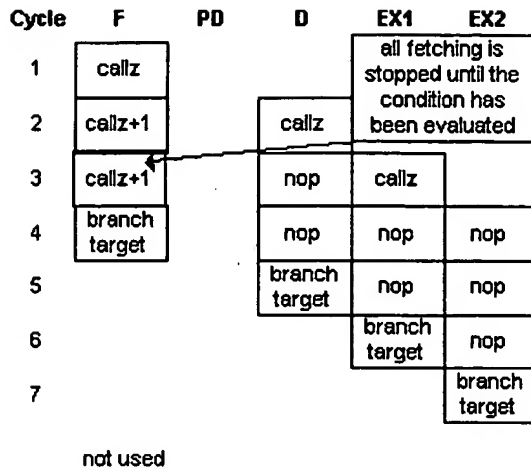 Cycle F PD D EX1 EX2
all fetching is
1 callz stopped until the
condition has
2 callz+1 callz been evaluated
3 callz+1 nop callz
branch
4 target nop nop nop
branch
5 target nop nop
branch
6 target nop
branch
7 target
not used